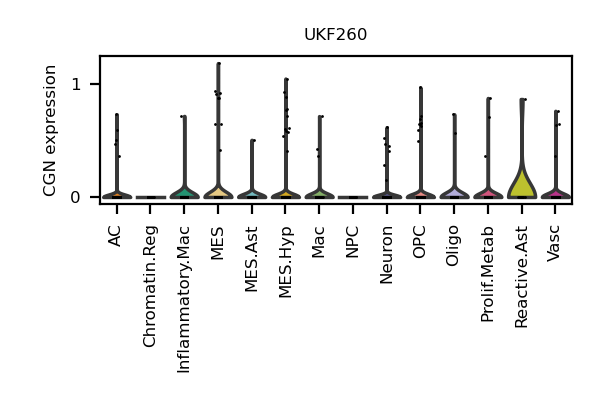 UKF260
CGN expression
1
0
AC
Chromatin.Reg
Inflammatory.Mac
MES
MES.Ast
MES.Hyp
Mac
NPC
Neuron
OPC
Oligo
Prolif.Metab
Reactive.Ast
Vasc